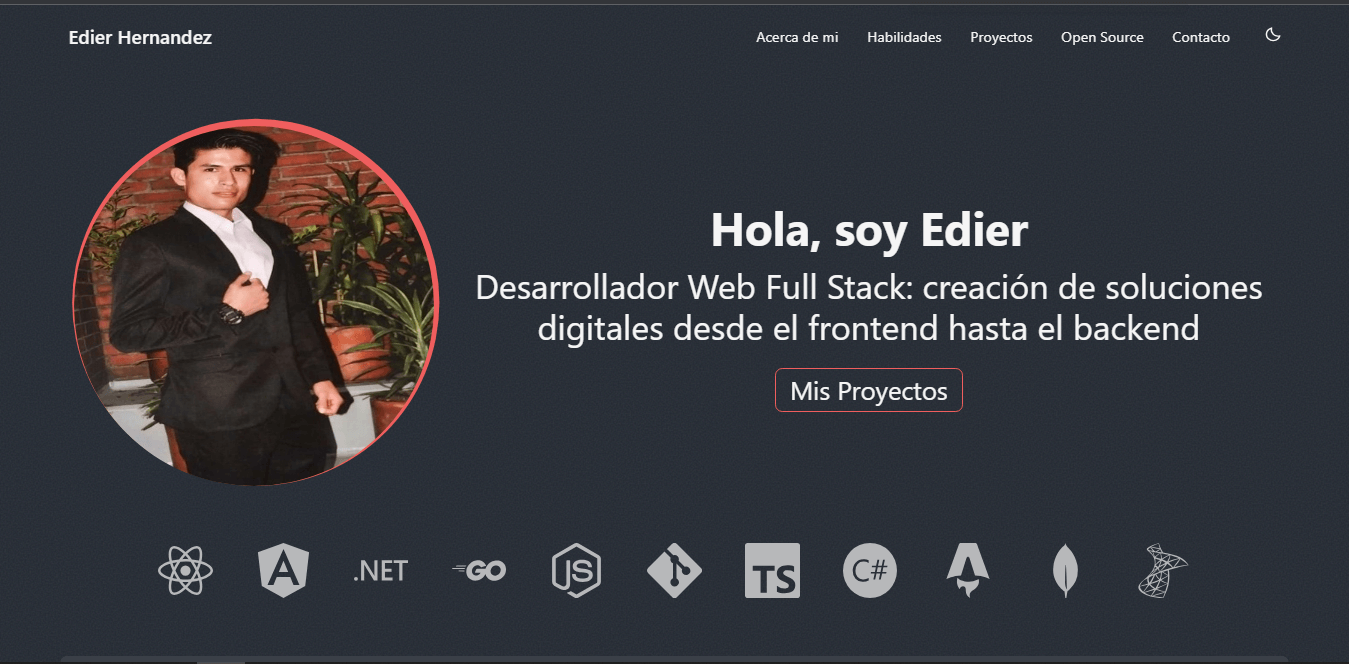 Edier Hernandez
Acerca de mi
Habilidades
Proyectos
Open Source
Contacto
Hola, soy Edier
Desarrollador Web Full Stack: creación de soluciones
digitales desde el frontend hasta el backend
Mis Proyectos
.NET
GO
JS
TS
C#